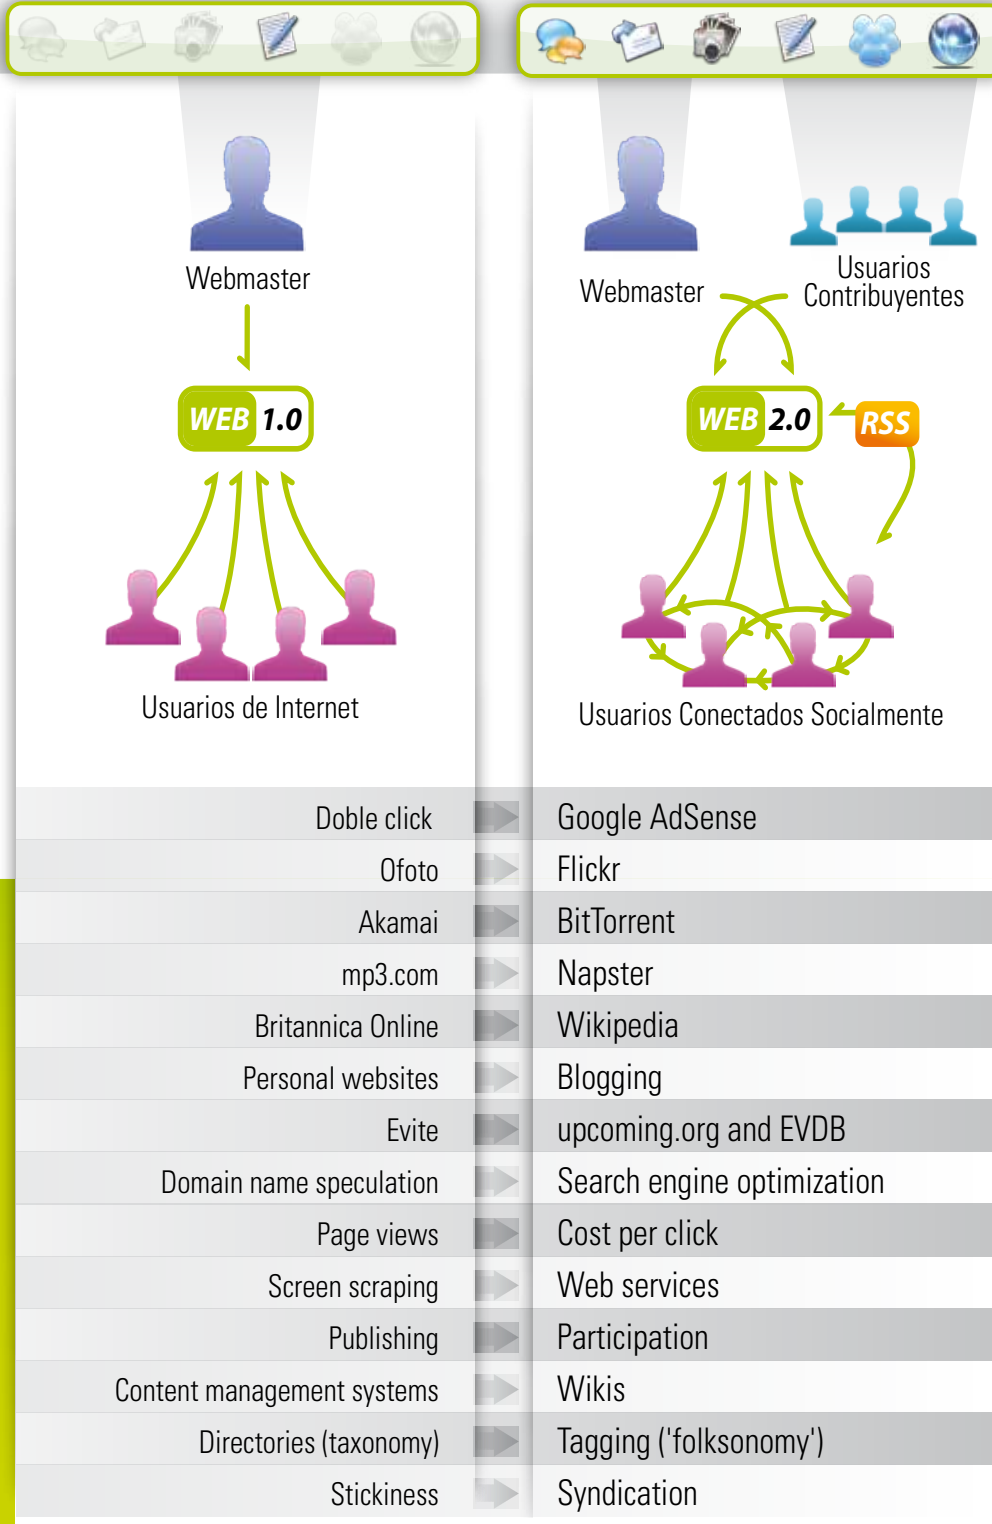 Webmaster
WEB 1.0
Usuarios de Internet
Webmaster
Usuarios
Contribuyentes
WEB 2.0
RSS
Usuarios Conectados Socialmente
Doble click Google AdSense
Ofoto Flickr
Akamai BitTorrent
mp3.com Napster
Britannica Online Wikipedia
Personal websites Blogging
Evite upcoming.org and EVDB
Domain name speculation Search engine optimization
Page views Cost per click
Screen scraping Web services
Publishing Participation
Content management systems Wikis
Directories (taxonomy) Tagging ('folksonomy')
Stickiness Syndication